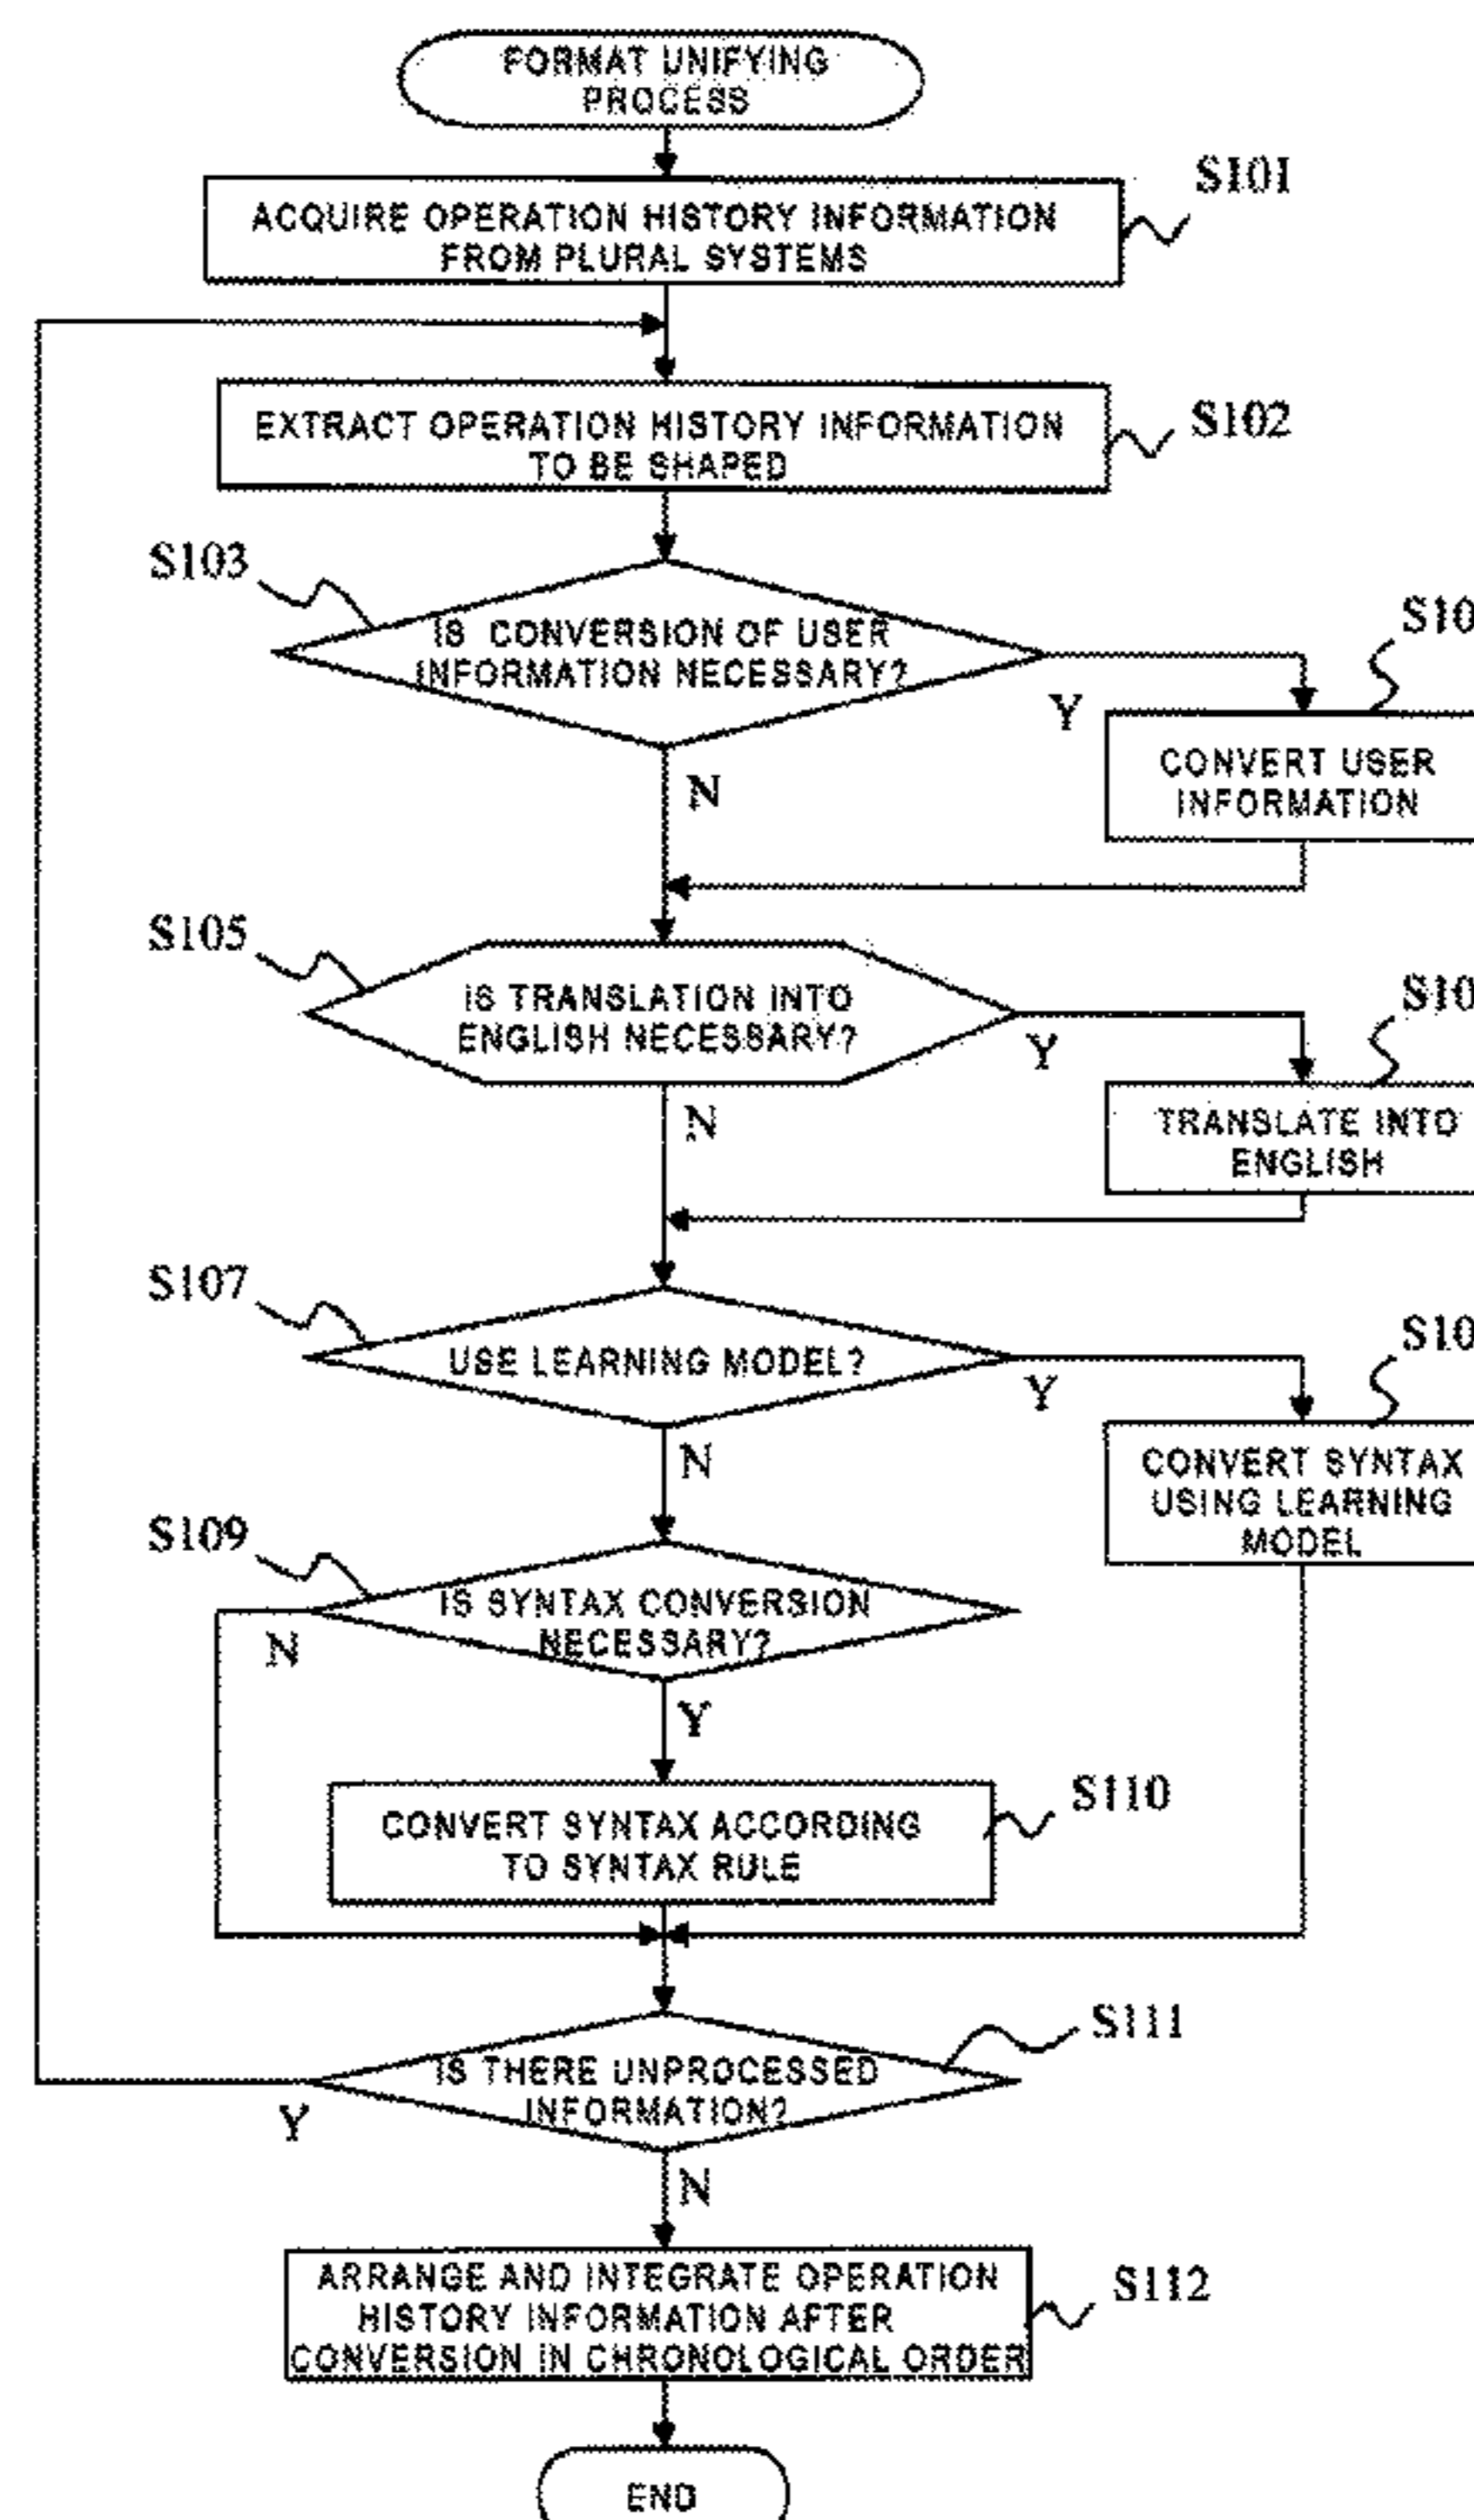 FORMAT UNIFYING
PROCESS
S101
ACQUIRE OPERATION HISTORY INFORMATION
FROM PLURAL SYSTEMS
EXTRACT OPERATION HISTORY INFORMATION
TO BE SHAPED
S102
S103
IS CONVERSION OF USER
INFORMATION NECESSARY?
Y
N
S10
CONVERT USER
INFORMATION
S105
IS TRANSLATION INTO
ENGLISH NECESSARY?
Y
N
S10
TRANSLATE INTO
ENGLISH
S107
USE LEARNING MODEL?
Y
N
S10
CONVERT SYNTAX
USING LEARNING
MODEL
S109
IS SYNTAX CONVERSION
NECESSARY?
N
Y
CONVERT SYNTAX ACCORDING
TO SYNTAX RULE
S110
S111
IS THERE UNPROCESSED
INFORMATION?
Y
N
ARRANGE AND INTEGRATE OPERATION
HISTORY INFORMATION AFTER
CONVERSION IN CHRONOLOGICAL ORDER
S112
END